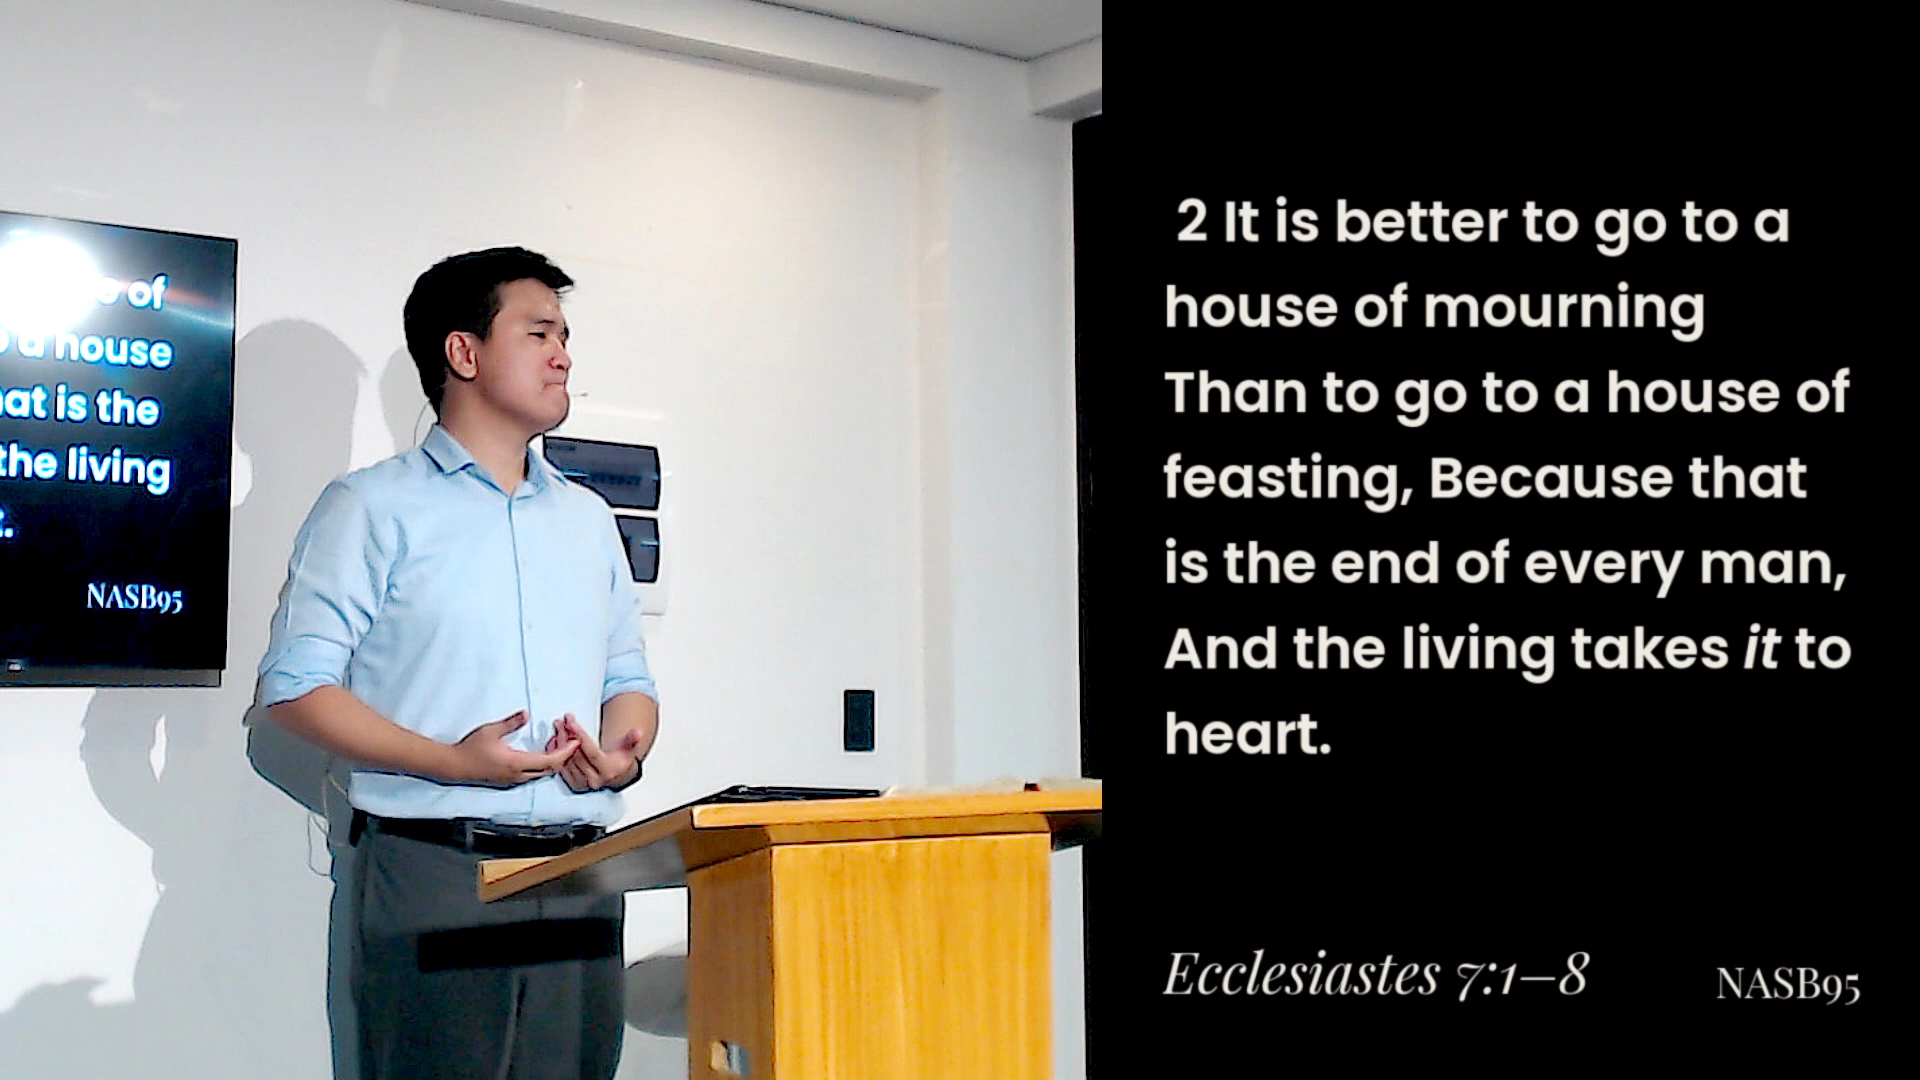 of
a house
at is the
the living
NASB95
2 It is better to go to a
house of mourning
Than to go to a house of
feasting, Because that
is the end of every man,
And the living takes it to
heart.
Ecclesiastes 7:1–8
NASB95